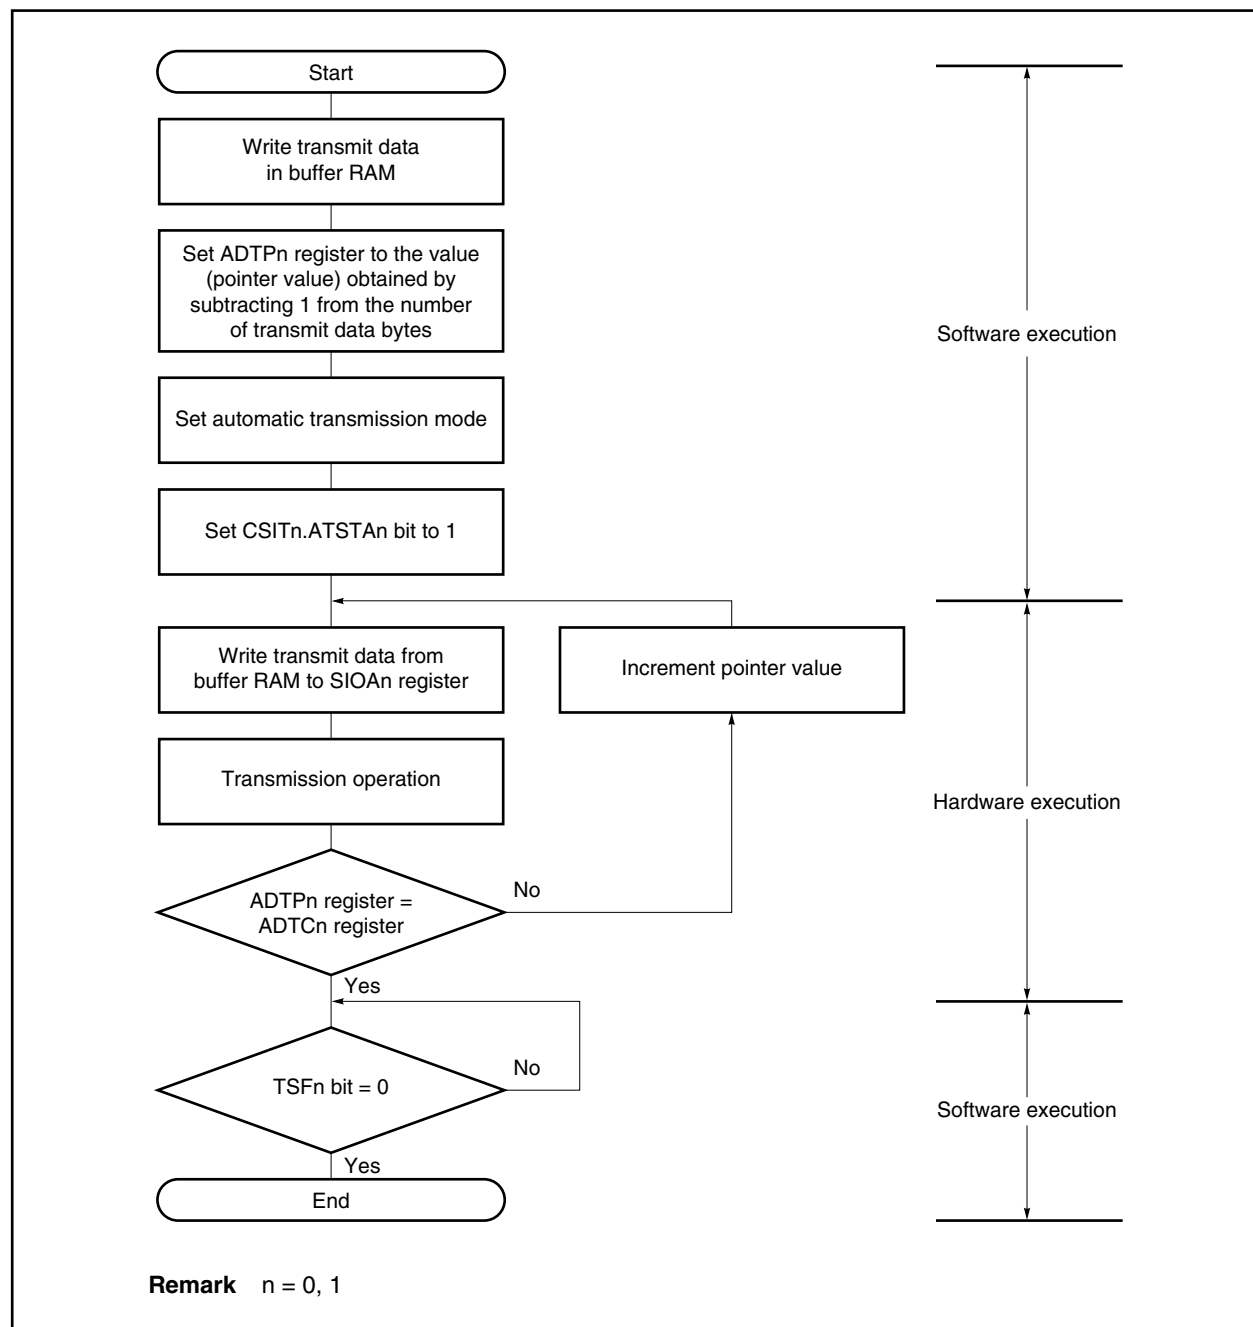 Start
Write transmit data
in buffer RAM
Set ADTPn register to the value
(pointer value) obtained by
subtracting 1 from the number
of transmit data bytes
Software execution
Set automatic transmission mode
Set CSITn.ATSTAn bit to 1
Write transmit data from
buffer RAM to SIOAn register
Increment pointer value
Transmission operation
Hardware execution
ADTPn register =
ADTCn register
No
Yes
TSFn bit = 0
No
Software execution
Yes
End
Remark n = 0, 1